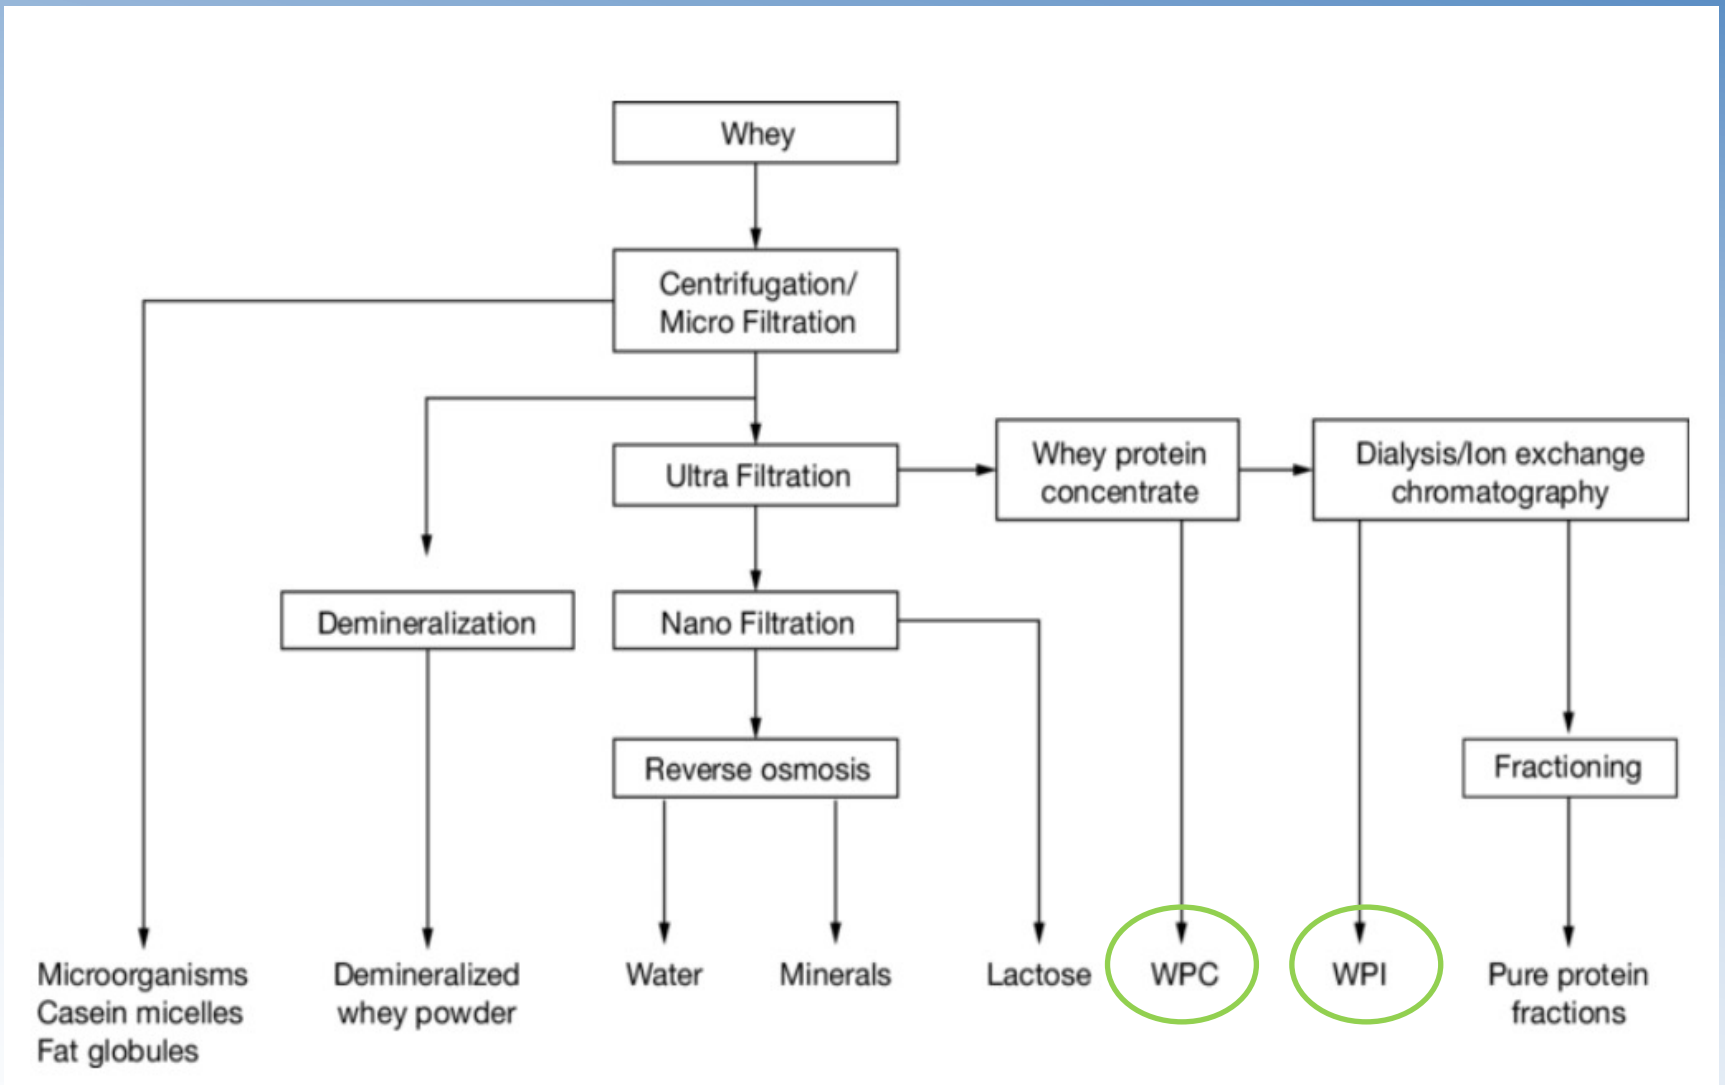 Whey
Centrifugation/
Micro Filtration
Ultra Filtration
Whey protein
concentrate
Dialysis/Ion exchange
chromatography
Demineralization
Nano Filtration
Reverse osmosis
Fractioning
Microorganisms
Casein micelles
Fat globules
Demineralized
whey powder
Water
Minerals
Lactose
WPC
WPI
Pure protein
fractions